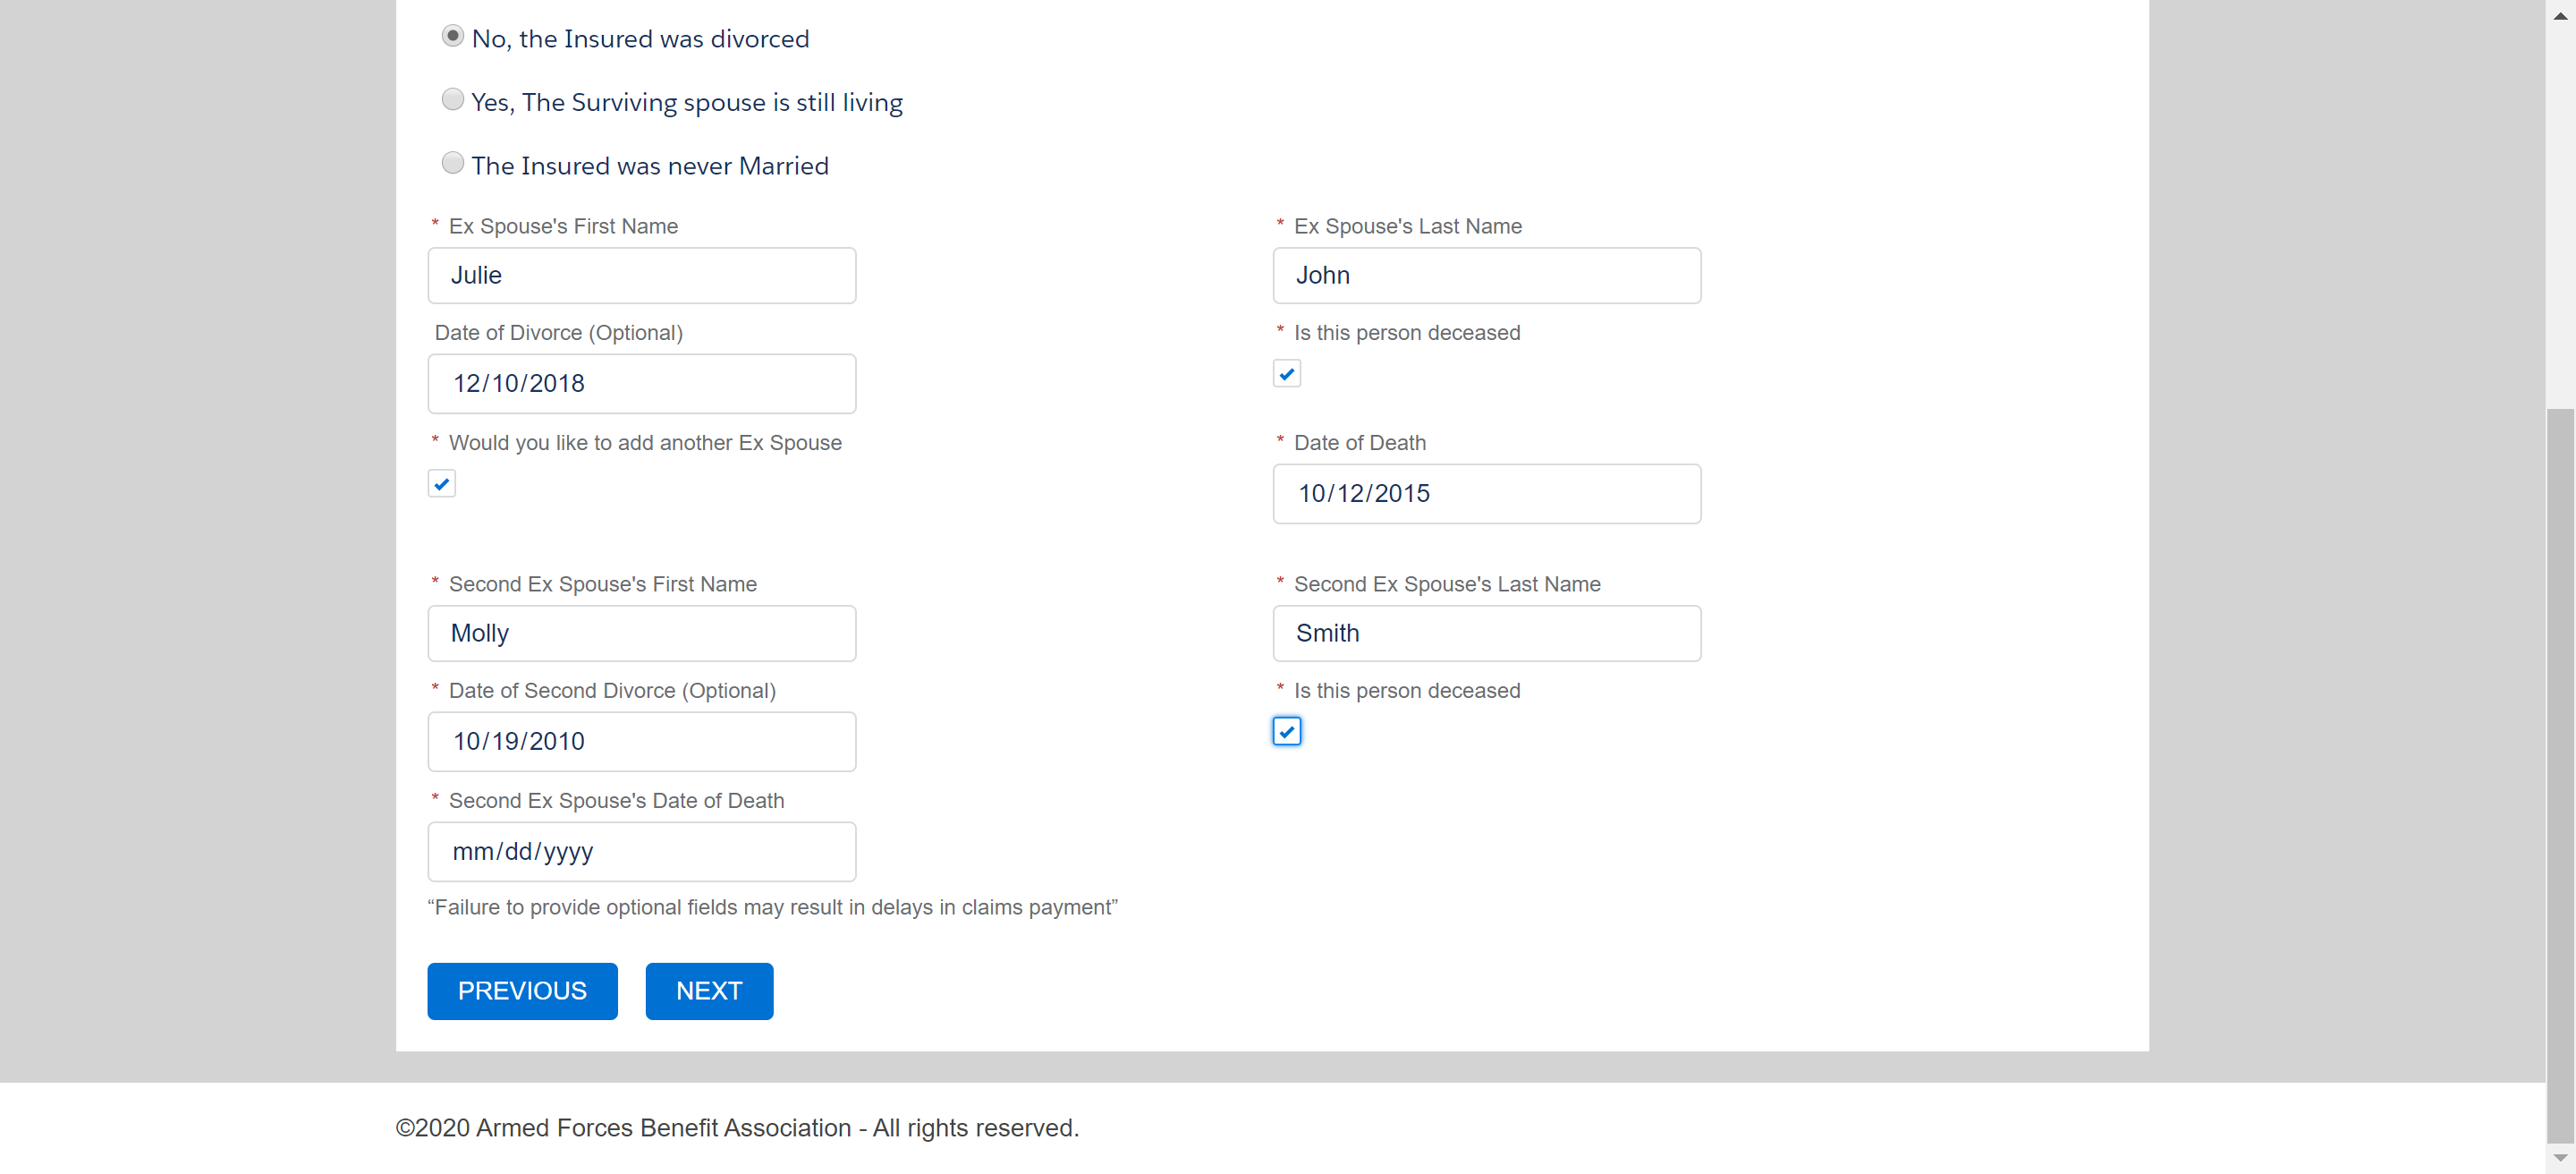 No, the Insured was divorced
Yes, The Surviving spouse is still living
The Insured was never Married
* Ex Spouse's First Name
* Ex Spouse's Last Name
Julie
John
Date of Divorce (Optional)
* Is this person deceased
12/10/2018
* Would you like to add another Ex Spouse
* Date of Death
10/12/2015
* Second Ex Spouse's First Name
* Second Ex Spouse's Last Name
Molly
Smith
* Date of Second Divorce (Optional)
* Is this person deceased
10/19/2010
* Second Ex Spouse's Date of Death
mm/dd/yyyy
“Failure to provide optional fields may result in delays in claims payment”
PREVIOUS
NEXT
©2020 Armed Forces Benefit Association - All rights reserved.